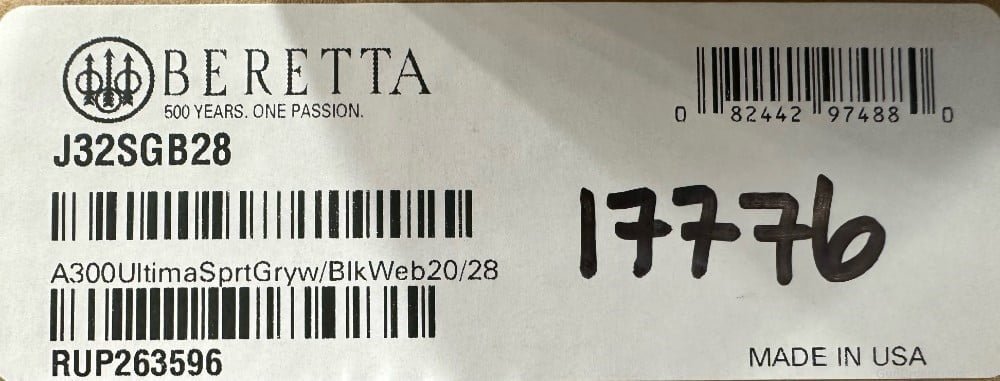 BERETTA
500 YEARS. ONE PASSION.
0 82442 97488 0
J32SGB28
17776
A300UltimaSprtGryw/BlkWeb20/28
RUP263596
MADE IN USA